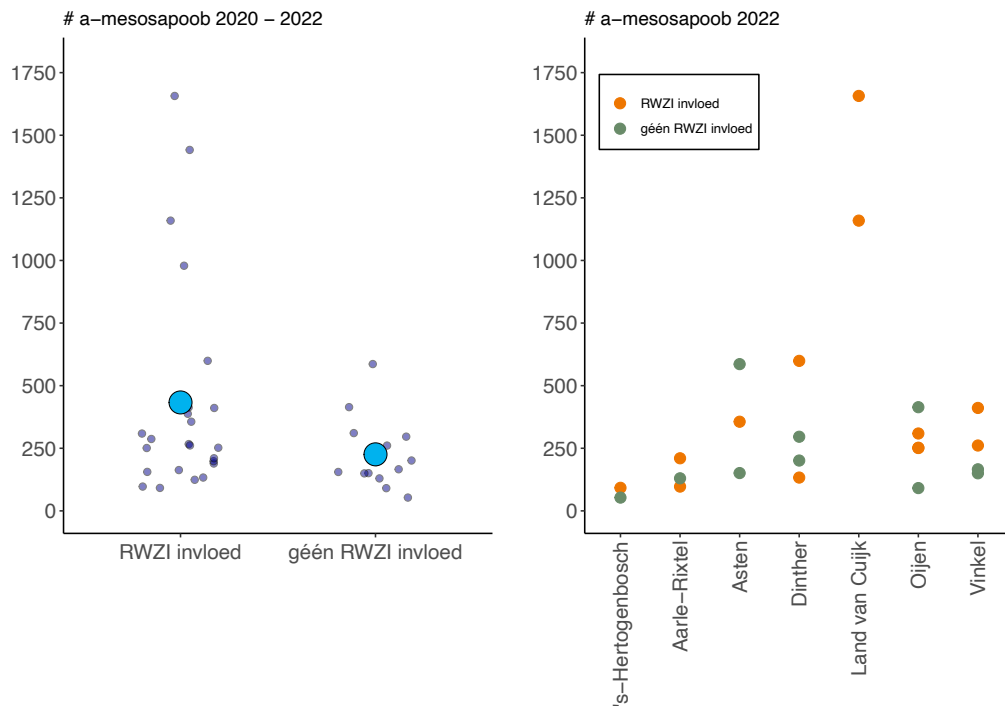 # a−mesosapoob 2020 − 2022
1750
1500
1250
1000
750
500
250
0
RWZI invloed
géén RWZI invloed
# a−mesosapoob 2022
1750
1500
1250
1000
750
500
250
0
RWZI invloed
géén RWZI invloed
's−Hertogenbosch
Aarle−Rixtel
Asten
Dinther
Land van Cuijk
Oijen
Vinkel